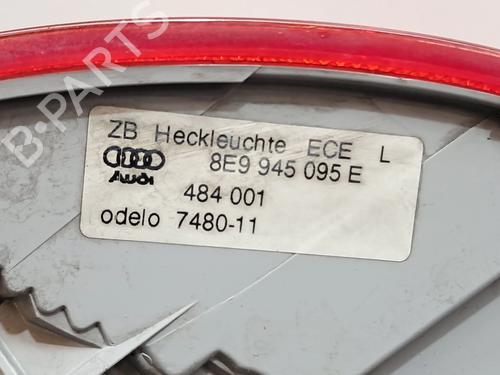 B-PARTS
ZB Heckleuchte ECE L
Audi 8E9 945 095 E
484 001
odelo 7480-11